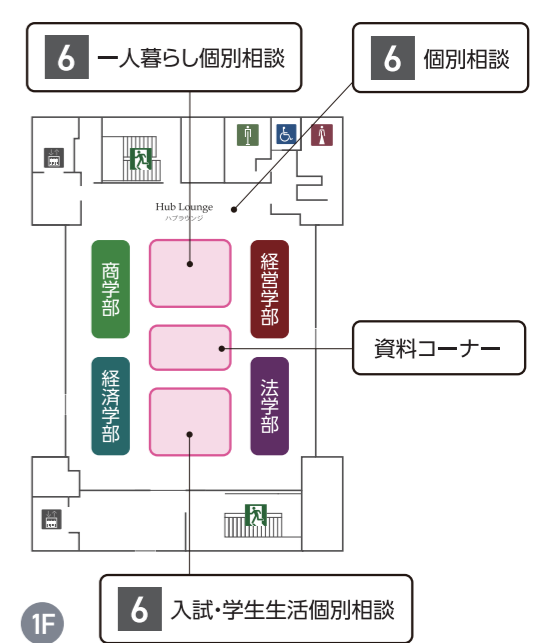 6 一人暮らし個別相談
6 個別相談
Hub Lounge
ハブラウンジ
商学部
経営学部
資料コーナー
経済学部
法学部
6 入試・学生生活個別相談
1F